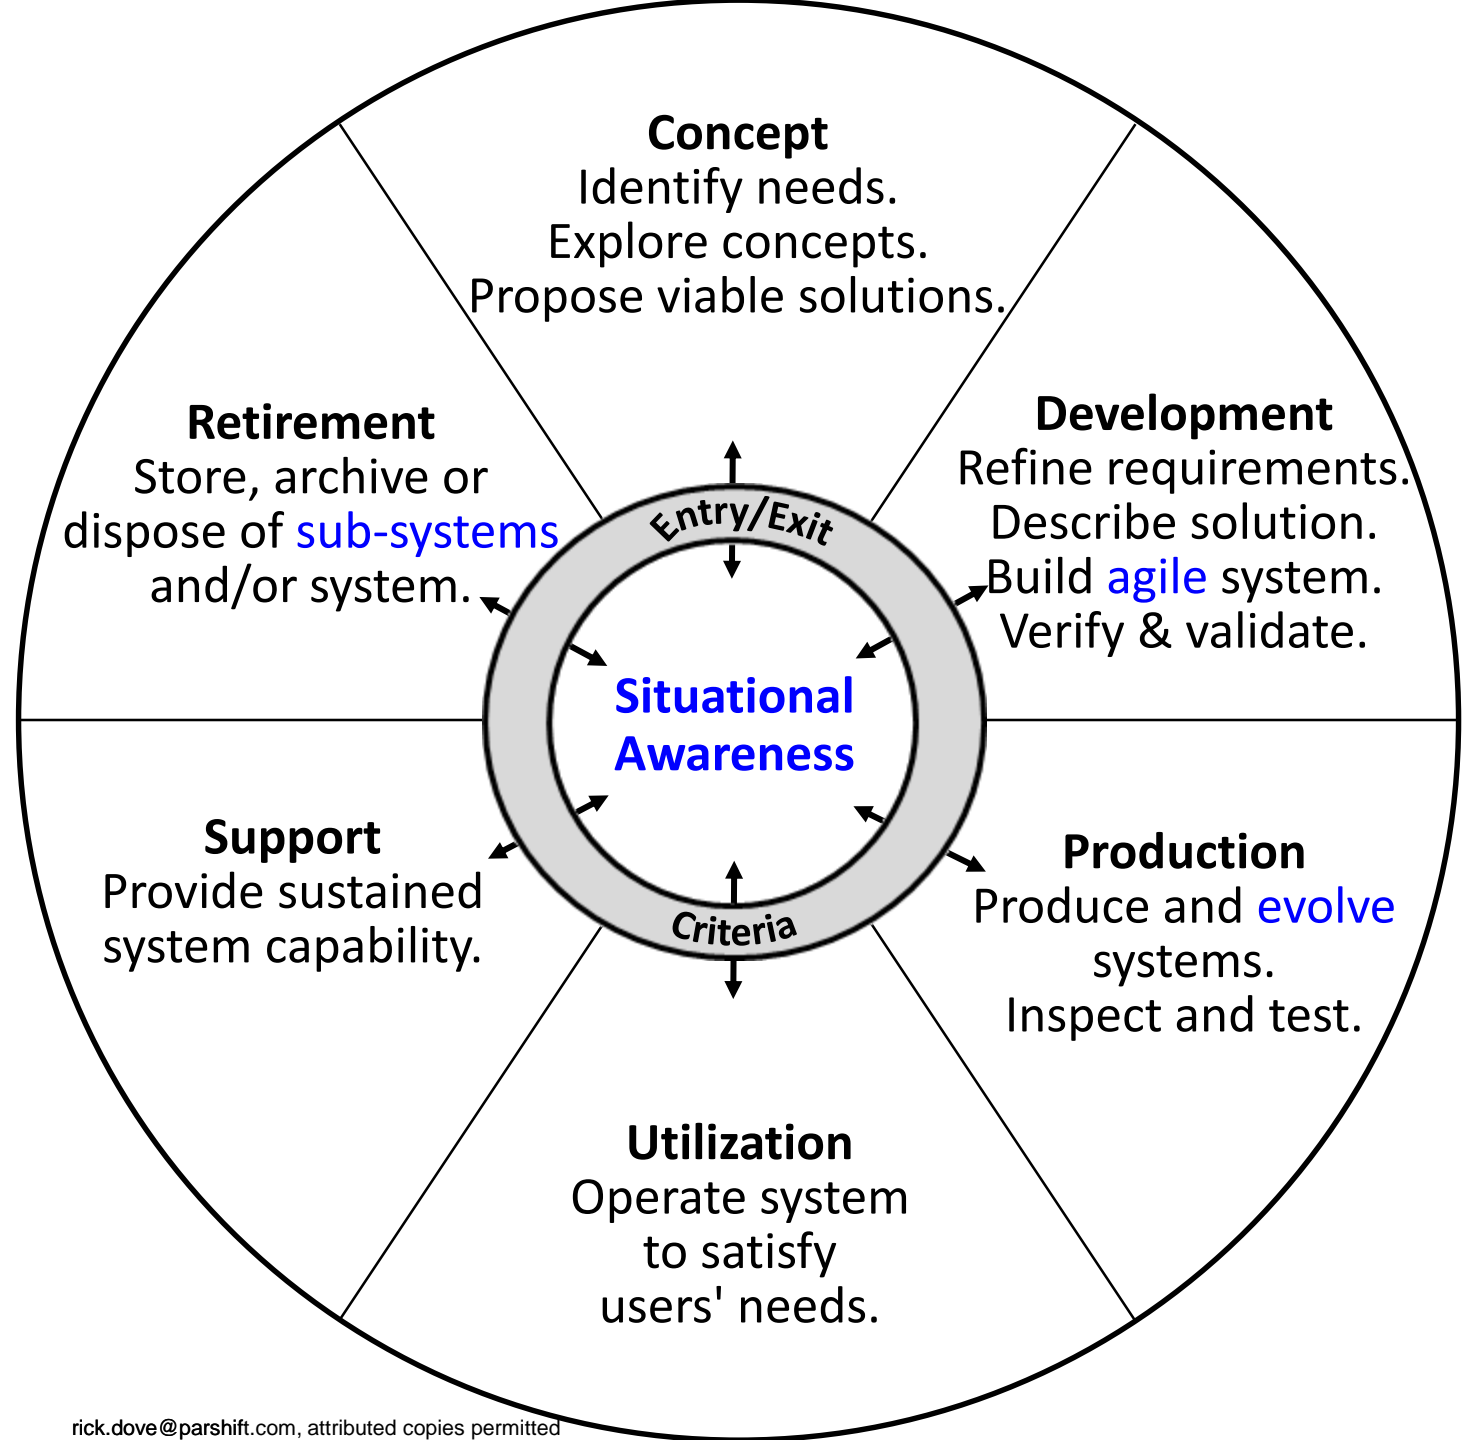 Concept
Identify needs.
Explore concepts.
Propose viable solutions.
Retirement
Store, archive or
dispose of sub-systems
and/or system.
Development
Refine requirements.
Describe solution.
Build agile system.
Verify & validate.
Entry/Exit
Situational
Awareness
Criteria
Support
Provide sustained
system capability.
Production
Produce and evolve
systems.
Inspect and test.
Utilization
Operate system
to satisfy
users' needs.
rick.dove@parshift.com, attributed copies permitted